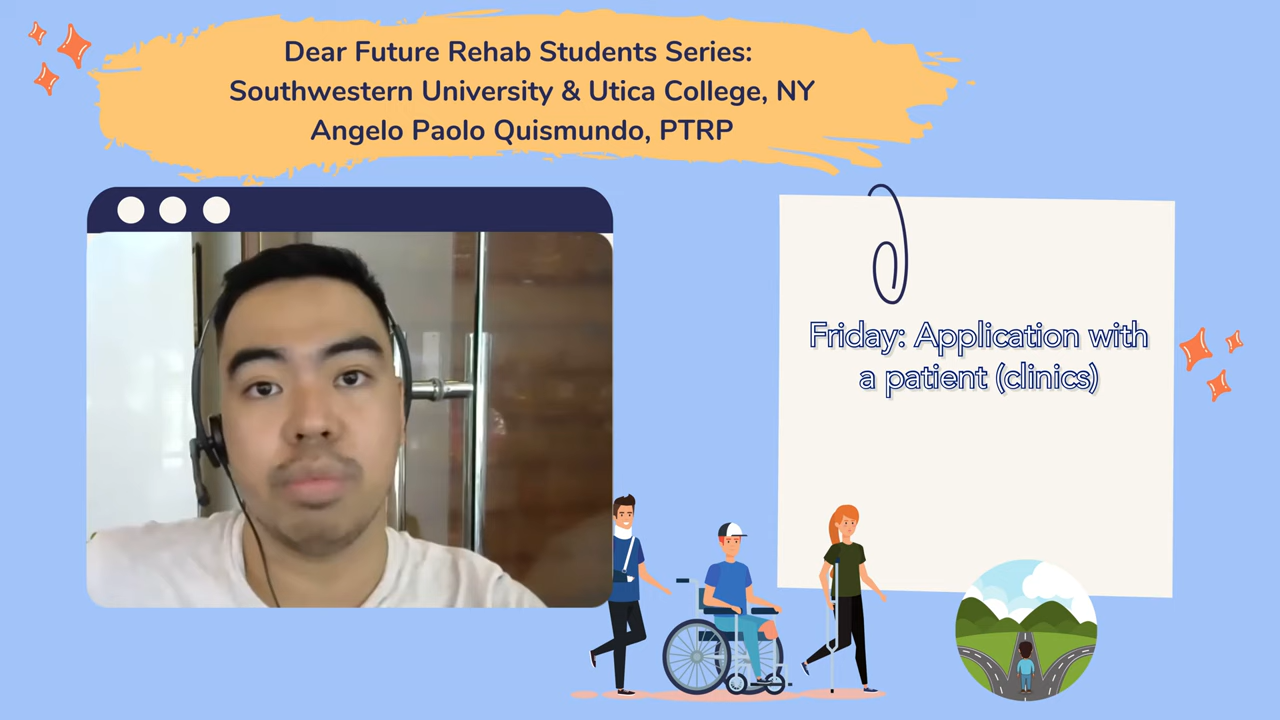 Dear Future Rehab Students Series:
Southwestern University & Utica College, NY
Angelo Paolo Quismundo, PTRP
Friday: Application with
a patient (clinics)